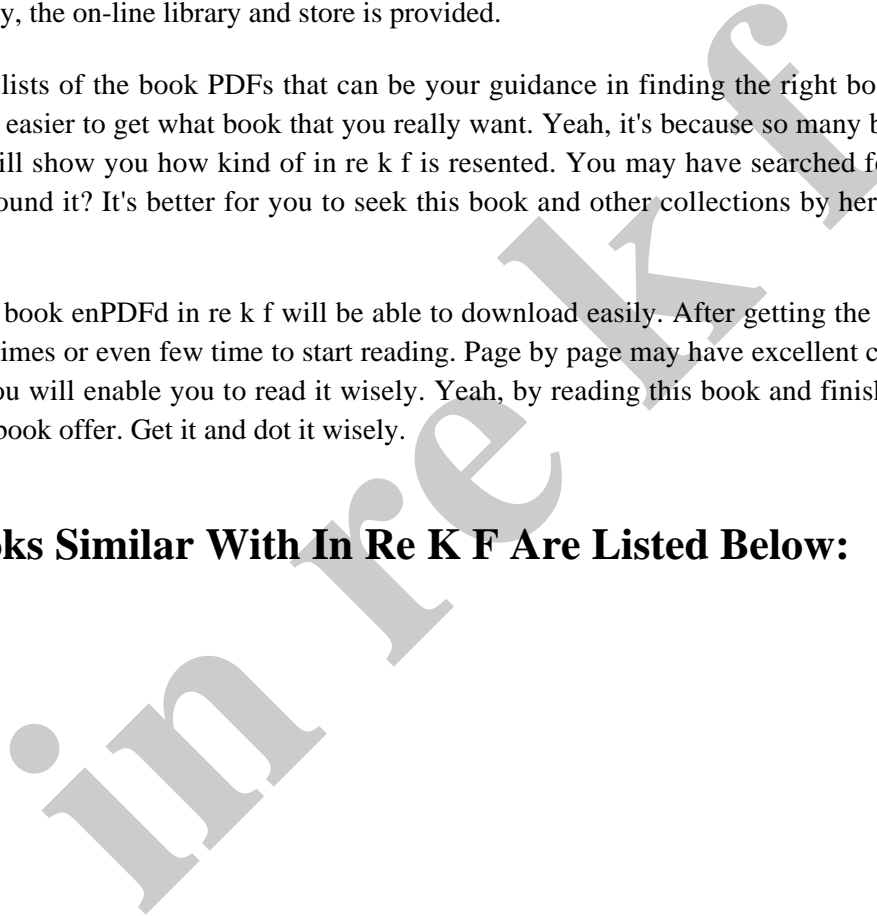 y, the on-line library and store is provided.
lists of the book PDFs that can be your guidance in finding the right bo
easier to get what book that you really want. Yeah, it's because so many b
ill show you how kind of in re k f is resented. You may have searched fo
ound it? It's better for you to seek this book and other collections by her
book enPDFd in re k f will be able to download easily. After getting the
times or even few time to start reading. Page by page may have excellent c
ou will enable you to read it wisely. Yeah, by reading this book and finish
book offer. Get it and dot it wisely.
oks Similar With In Re K F Are Listed Below:
in re k f